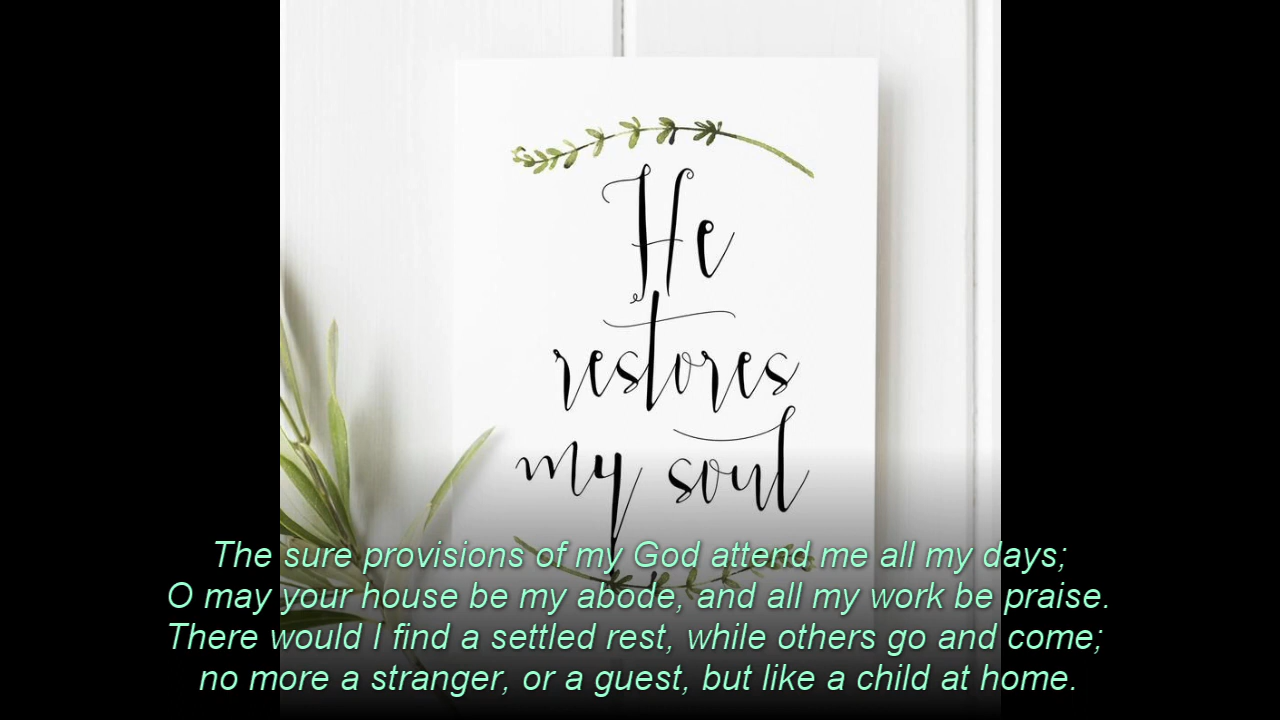 He
restores
my soul
The sure provisions of my God attend me all my days;
O may your house be my abode, and all my work be praise.
There would I find a settled rest, while others go and come;
no more a stranger, or a guest, but like a child at home.